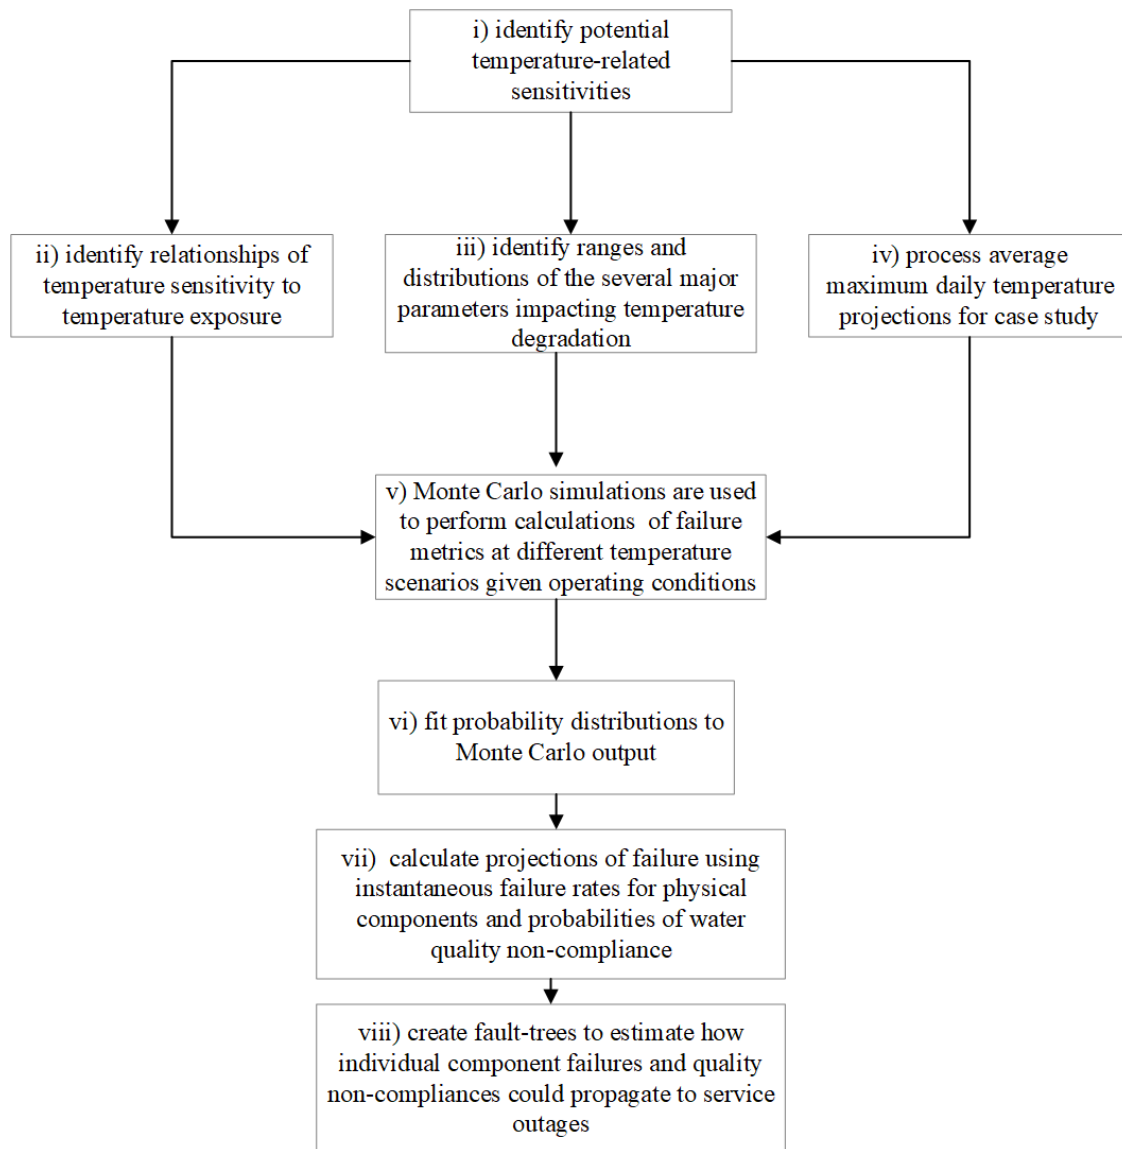 i) identify potential
temperature-related
sensitivities
ii) identify relationships of
temperature sensitivity to
temperature exposure
iii) identify ranges and
distributions of the several major
parameters impacting temperature
degradation
iv) process average
maximum daily temperature
projections for case study
v) Monte Carlo simulations are used
to perform calculations of failure
metrics at different temperature
scenarios given operating conditions
vi) fit probability distributions to
Monte Carlo output
vii) calculate projections of failure using
instantaneous failure rates for physical
components and probabilities of water
quality non-compliance
viii) create fault-trees to estimate how
individual component failures and quality
non-compliances could propagate to service
outages